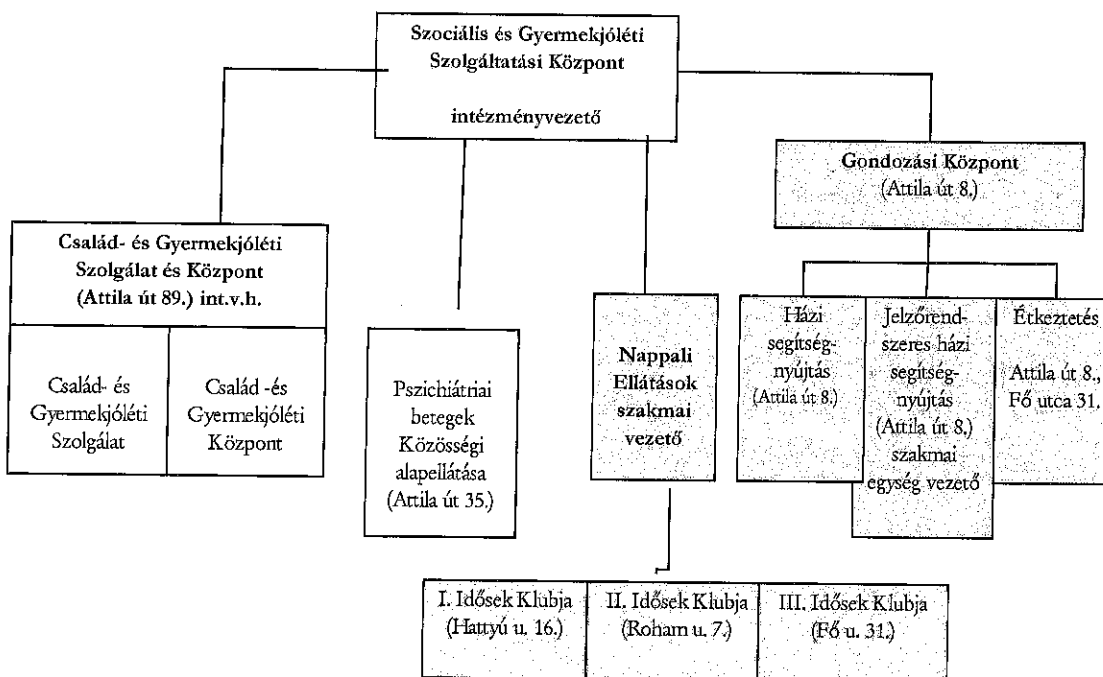 Szociális és Gyermekjóléti
Szolgáltatási Központ
intézményvezető
Gondozási Központ
(Attila út 8.)
Család- és Gyermekjóléti
Szolgálat és Központ
(Attila út 89.) int.v.h.
Család- és
Gyermekjóléti
Szolgálat
Család -és
Gyermekjóléti
Központ
Pszichiátriai
betegek
Közösségi
alapellátása
(Attila út 35.)
Nappali
Ellátások
szakmai
vezető
Házi
segítség-
nyújtás
(Attila út 8.)
Jelzőrend-
szeres házi
segítség-
nyújtás
(Attila út 8.)
szakmai
egység vezető
Étkeztetés
Attila út 8.,
Fő utca 31.
I. Idősek Klubja
(Hattyú u. 16.)
II. Idősek Klubja
(Roham u. 7.)
III. Idősek Klubja
(Fő u. 31.)